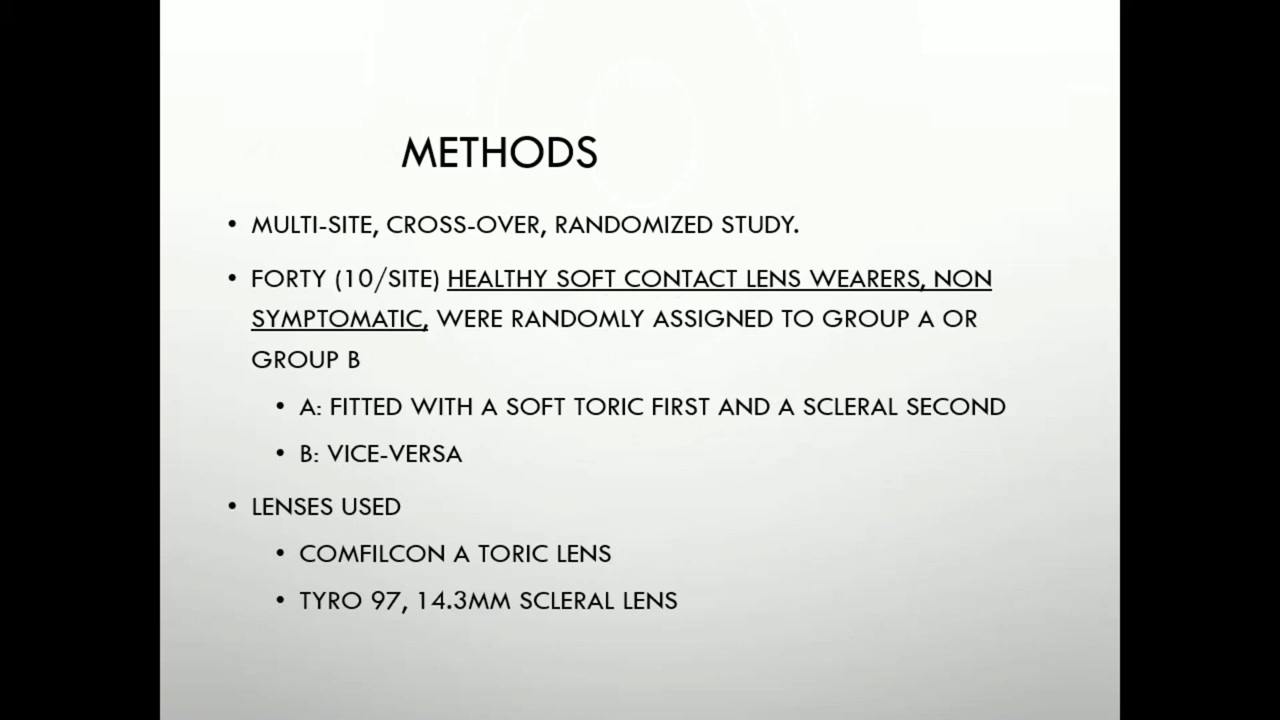 METHODS
• MULTI-SITE, CROSS-OVER, RANDOMIZED STUDY.
• FORTY (10/SITE) HEALTHY SOFT CONTACT LENS WEARERS, NON
SYMPTOMATIC, WERE RANDOMLY ASSIGNED TO GROUP A OR
GROUP B
• A: FITTED WITH A SOFT TORIC FIRST AND A SCLERAL SECOND
• B: VICE-VERSA
• LENSES USED
• COMFILCON A TORIC LENS
• TYRO 97, 14.3MM SCLERAL LENS